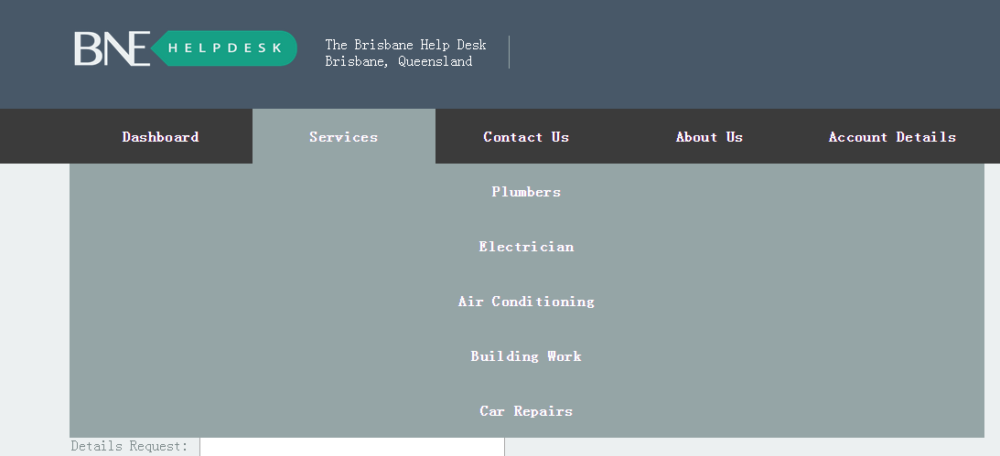 BNE HELPDESK
The Brisbane Help Desk
Brisbane, Queensland
Dashboard Services Contact Us About Us Account Details
Plumbers
Electrician
Air Conditioning
Building Work
Car Repairs
Details Request: